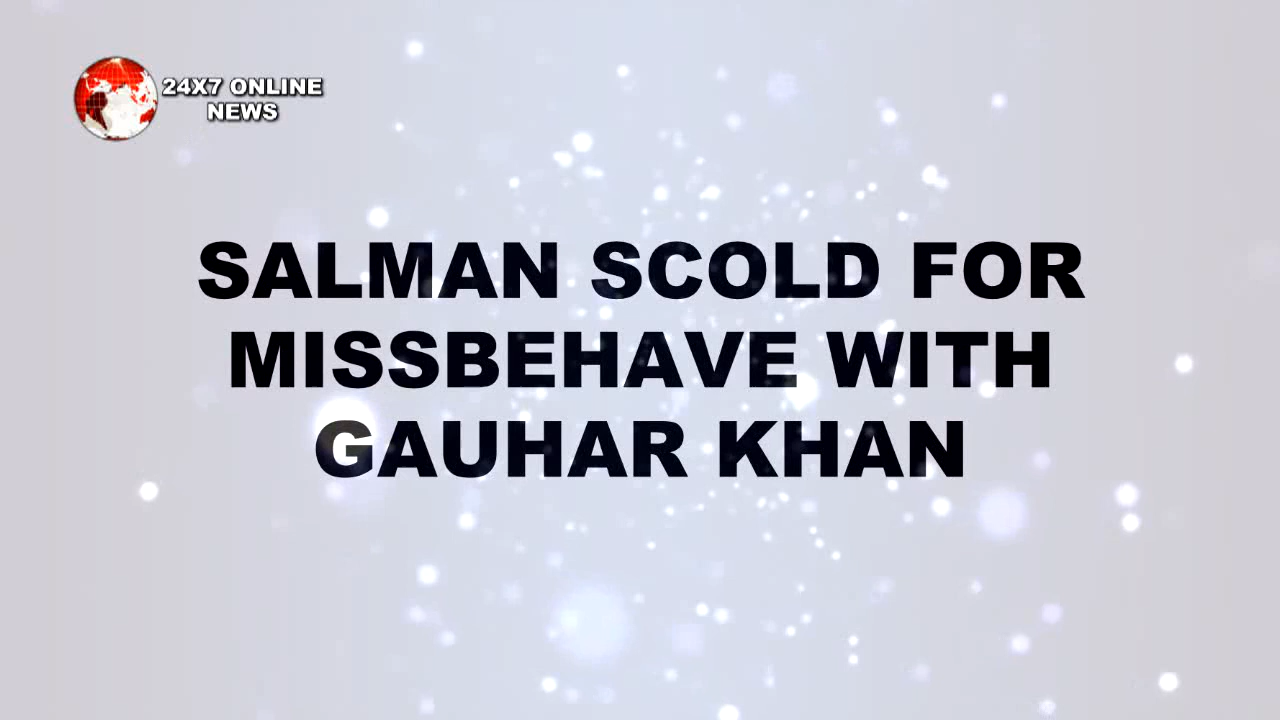 24X7 ONLINE
NEWS
SALMAN SCOLD FOR
MISSBEHAVE WITH
GAUHAR KHAN